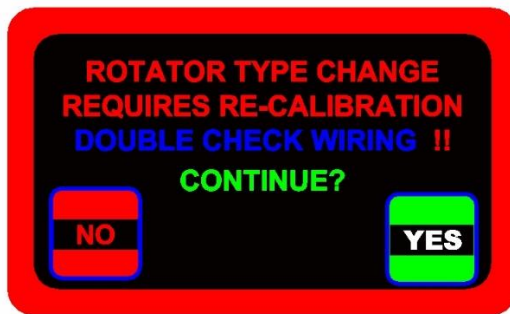 ROTATOR TYPE CHANGE
REQUIRES RE-CALIBRATION
DOUBLE CHECK WIRING !!
CONTINUE?
NO
YES